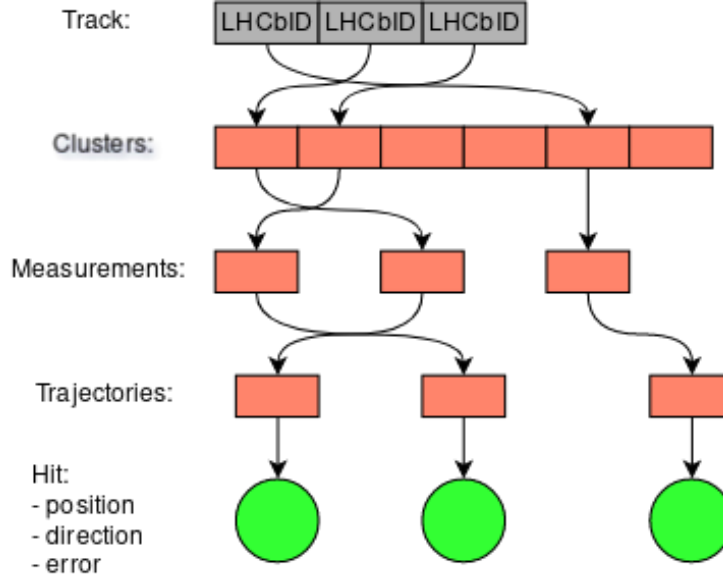 Track:
LHCbID LHCbID LHCbID
Clusters:
Measurements:
Trajectories:
Hit:
- position
- direction
- error